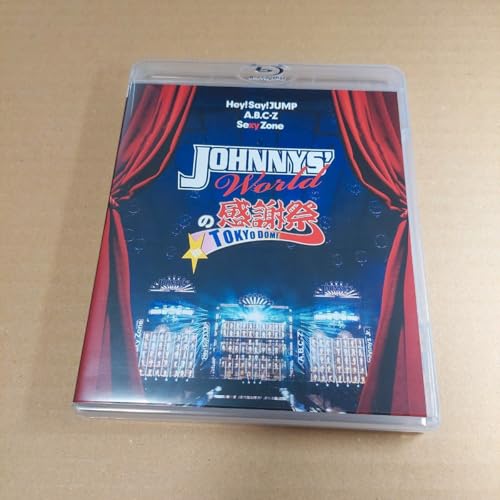 Hey! Say! JUMP
A.B.C-Z
Sexy Zone
JOHNNYS'
World
の感謝祭
TOKYO DOME
A.B.C-Z